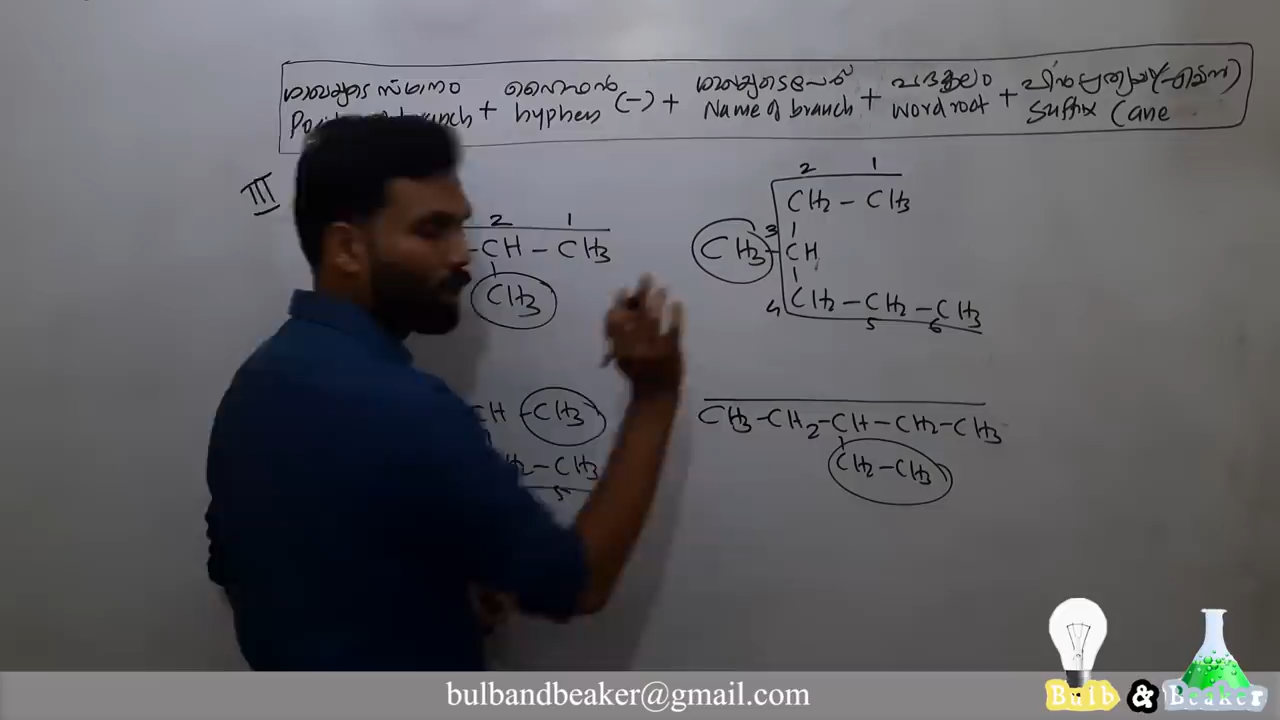 ശാഖയുടെ സ്ഥാനം + ഹൈഫൻ (-) + ശാഖയുടെ പേര് + പദമൂലം + പിൻപ്രത്യയം
branch + hyphen + Name of branch + word root + Suffix (ane
III
2 1
-CH-CH3
CH3
2 1
CH2-CH3
CH3 3 CH
4 CH2-CH2-CH3
5 6
CH-CH3
H2-CH3
5
CH3-CH2-CH-CH2-CH3
CH2-CH3
bulbandbeaker@gmail.com
Bulb & Beaker